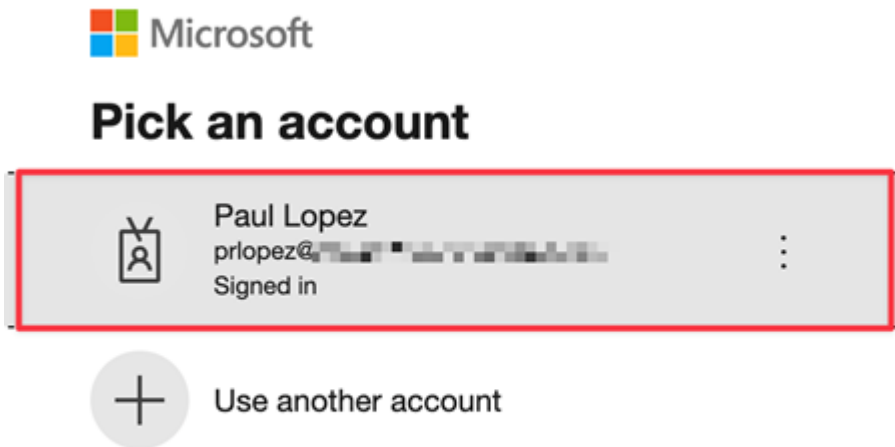 Microsoft
Pick an account
Paul Lopez
prlopez@
Signed in
Use another account